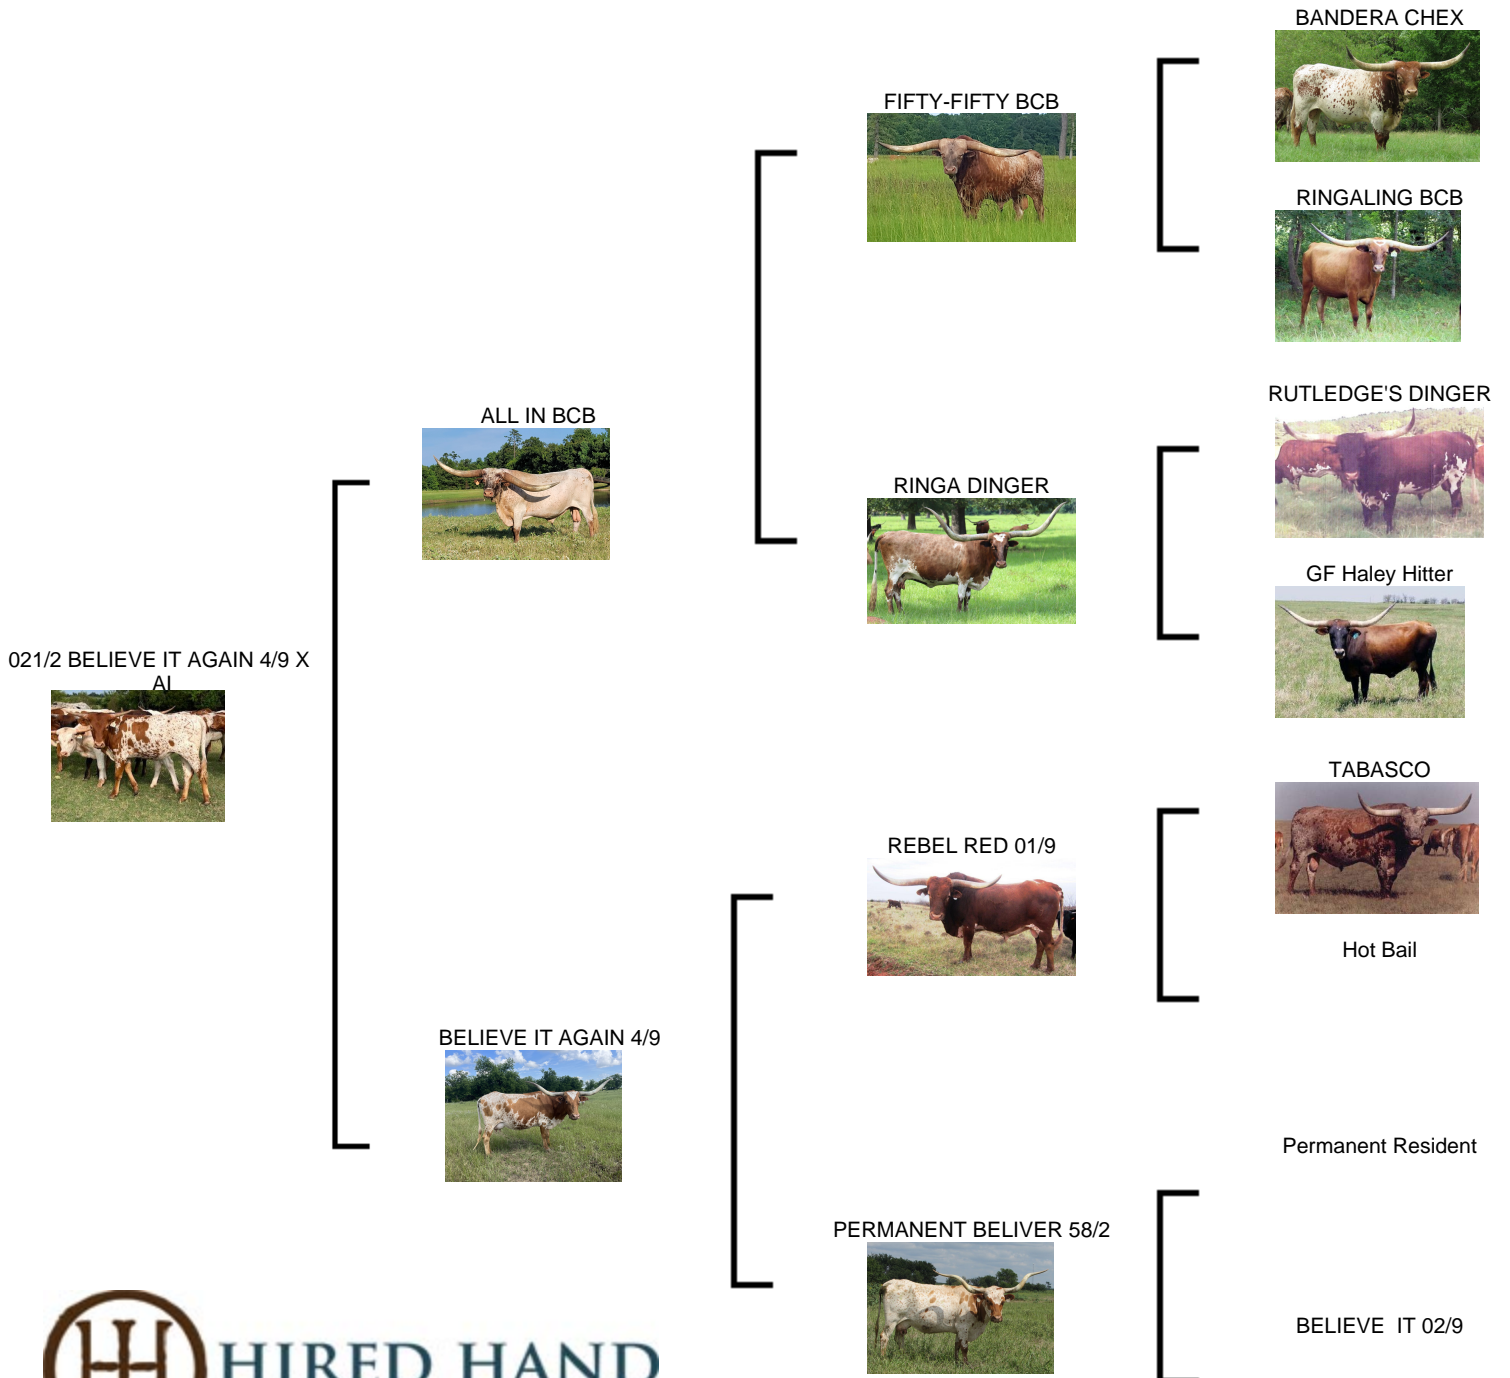 BANDERA CHEX
FIFTY-FIFTY BCB
RINGALING BCB
RUTLEDGE'S DINGER
ALL IN BCB
RINGA DINGER
GF Haley Hitter
021/2 BELIEVE IT AGAIN 4/9 X
AI
TABASCO
REBEL RED 01/9
Hot Bail
BELIEVE IT AGAIN 4/9
Permanent Resident
PERMANENT BELIVER 58/2
BELIEVE  IT 02/9
HIRED HAND